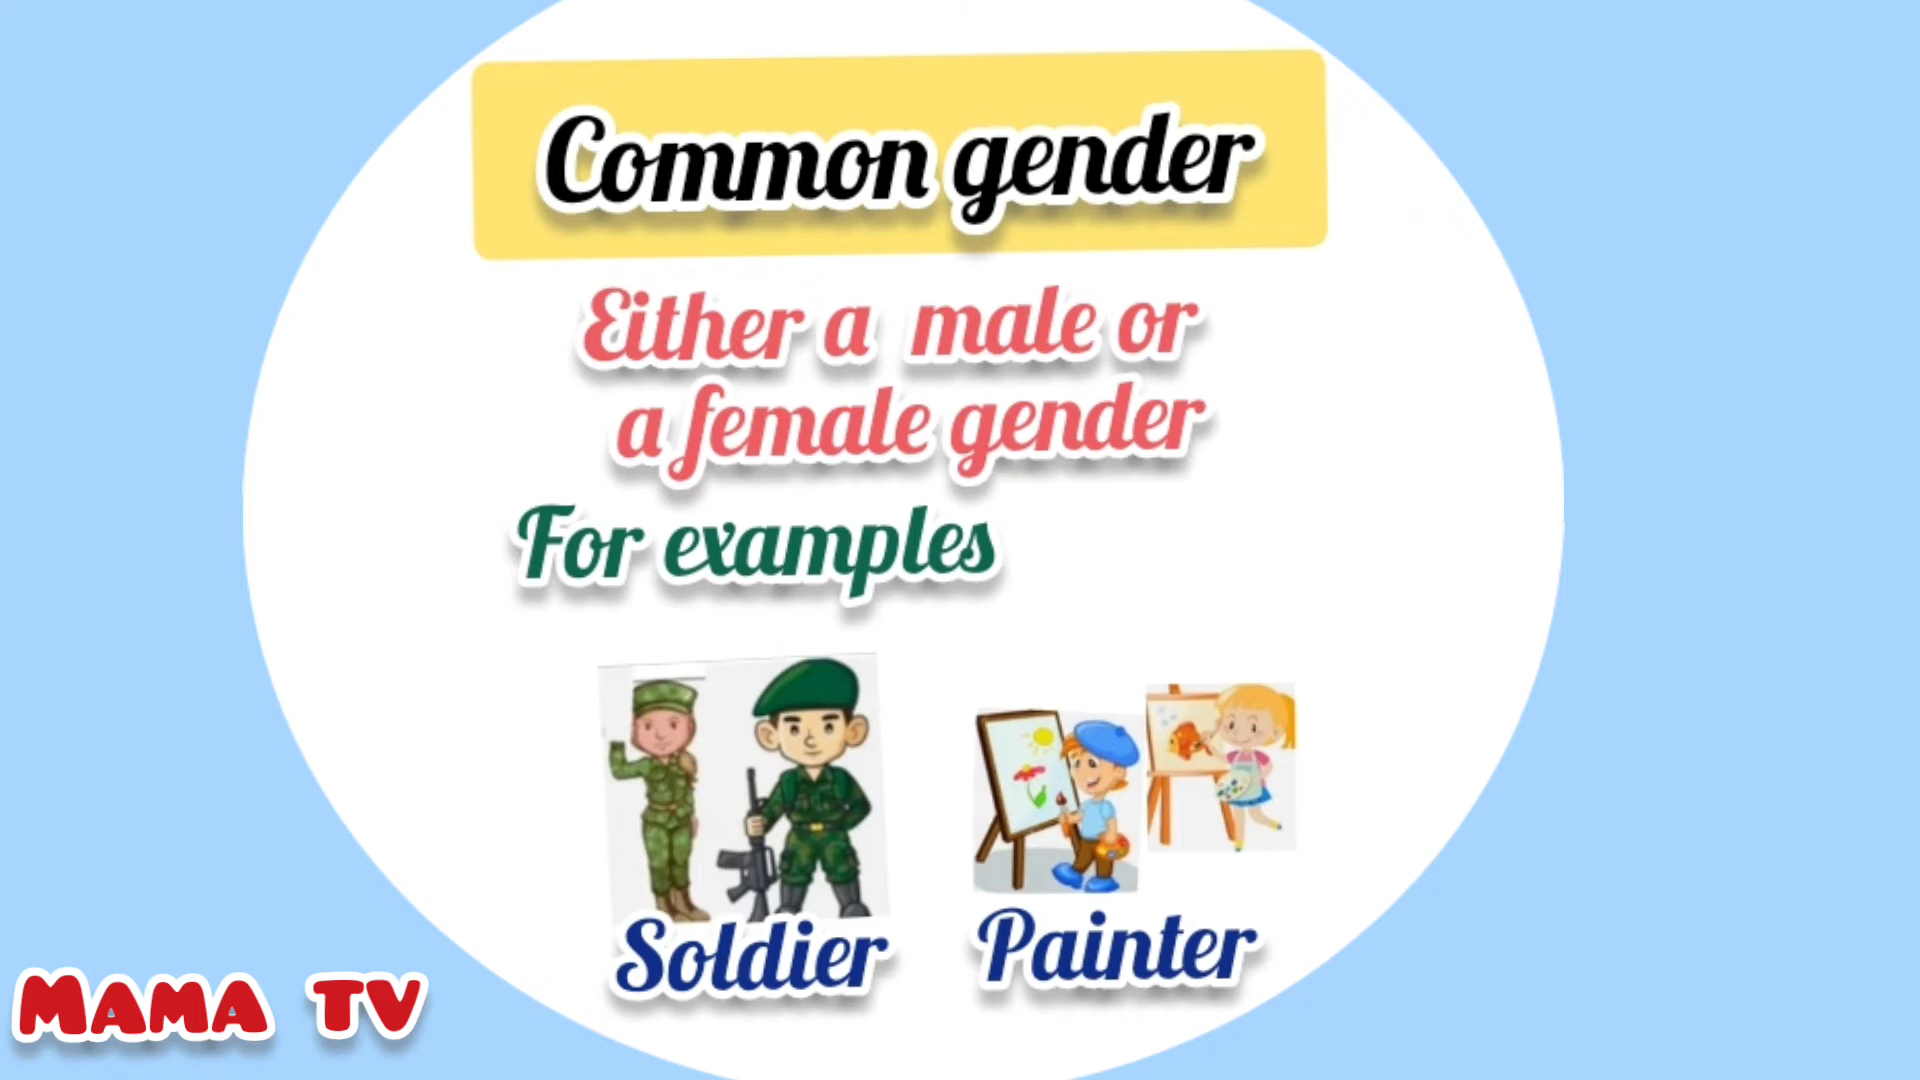 Common gender
Either a male or
a female gender
For examples
Soldier
Painter
MAMA TV